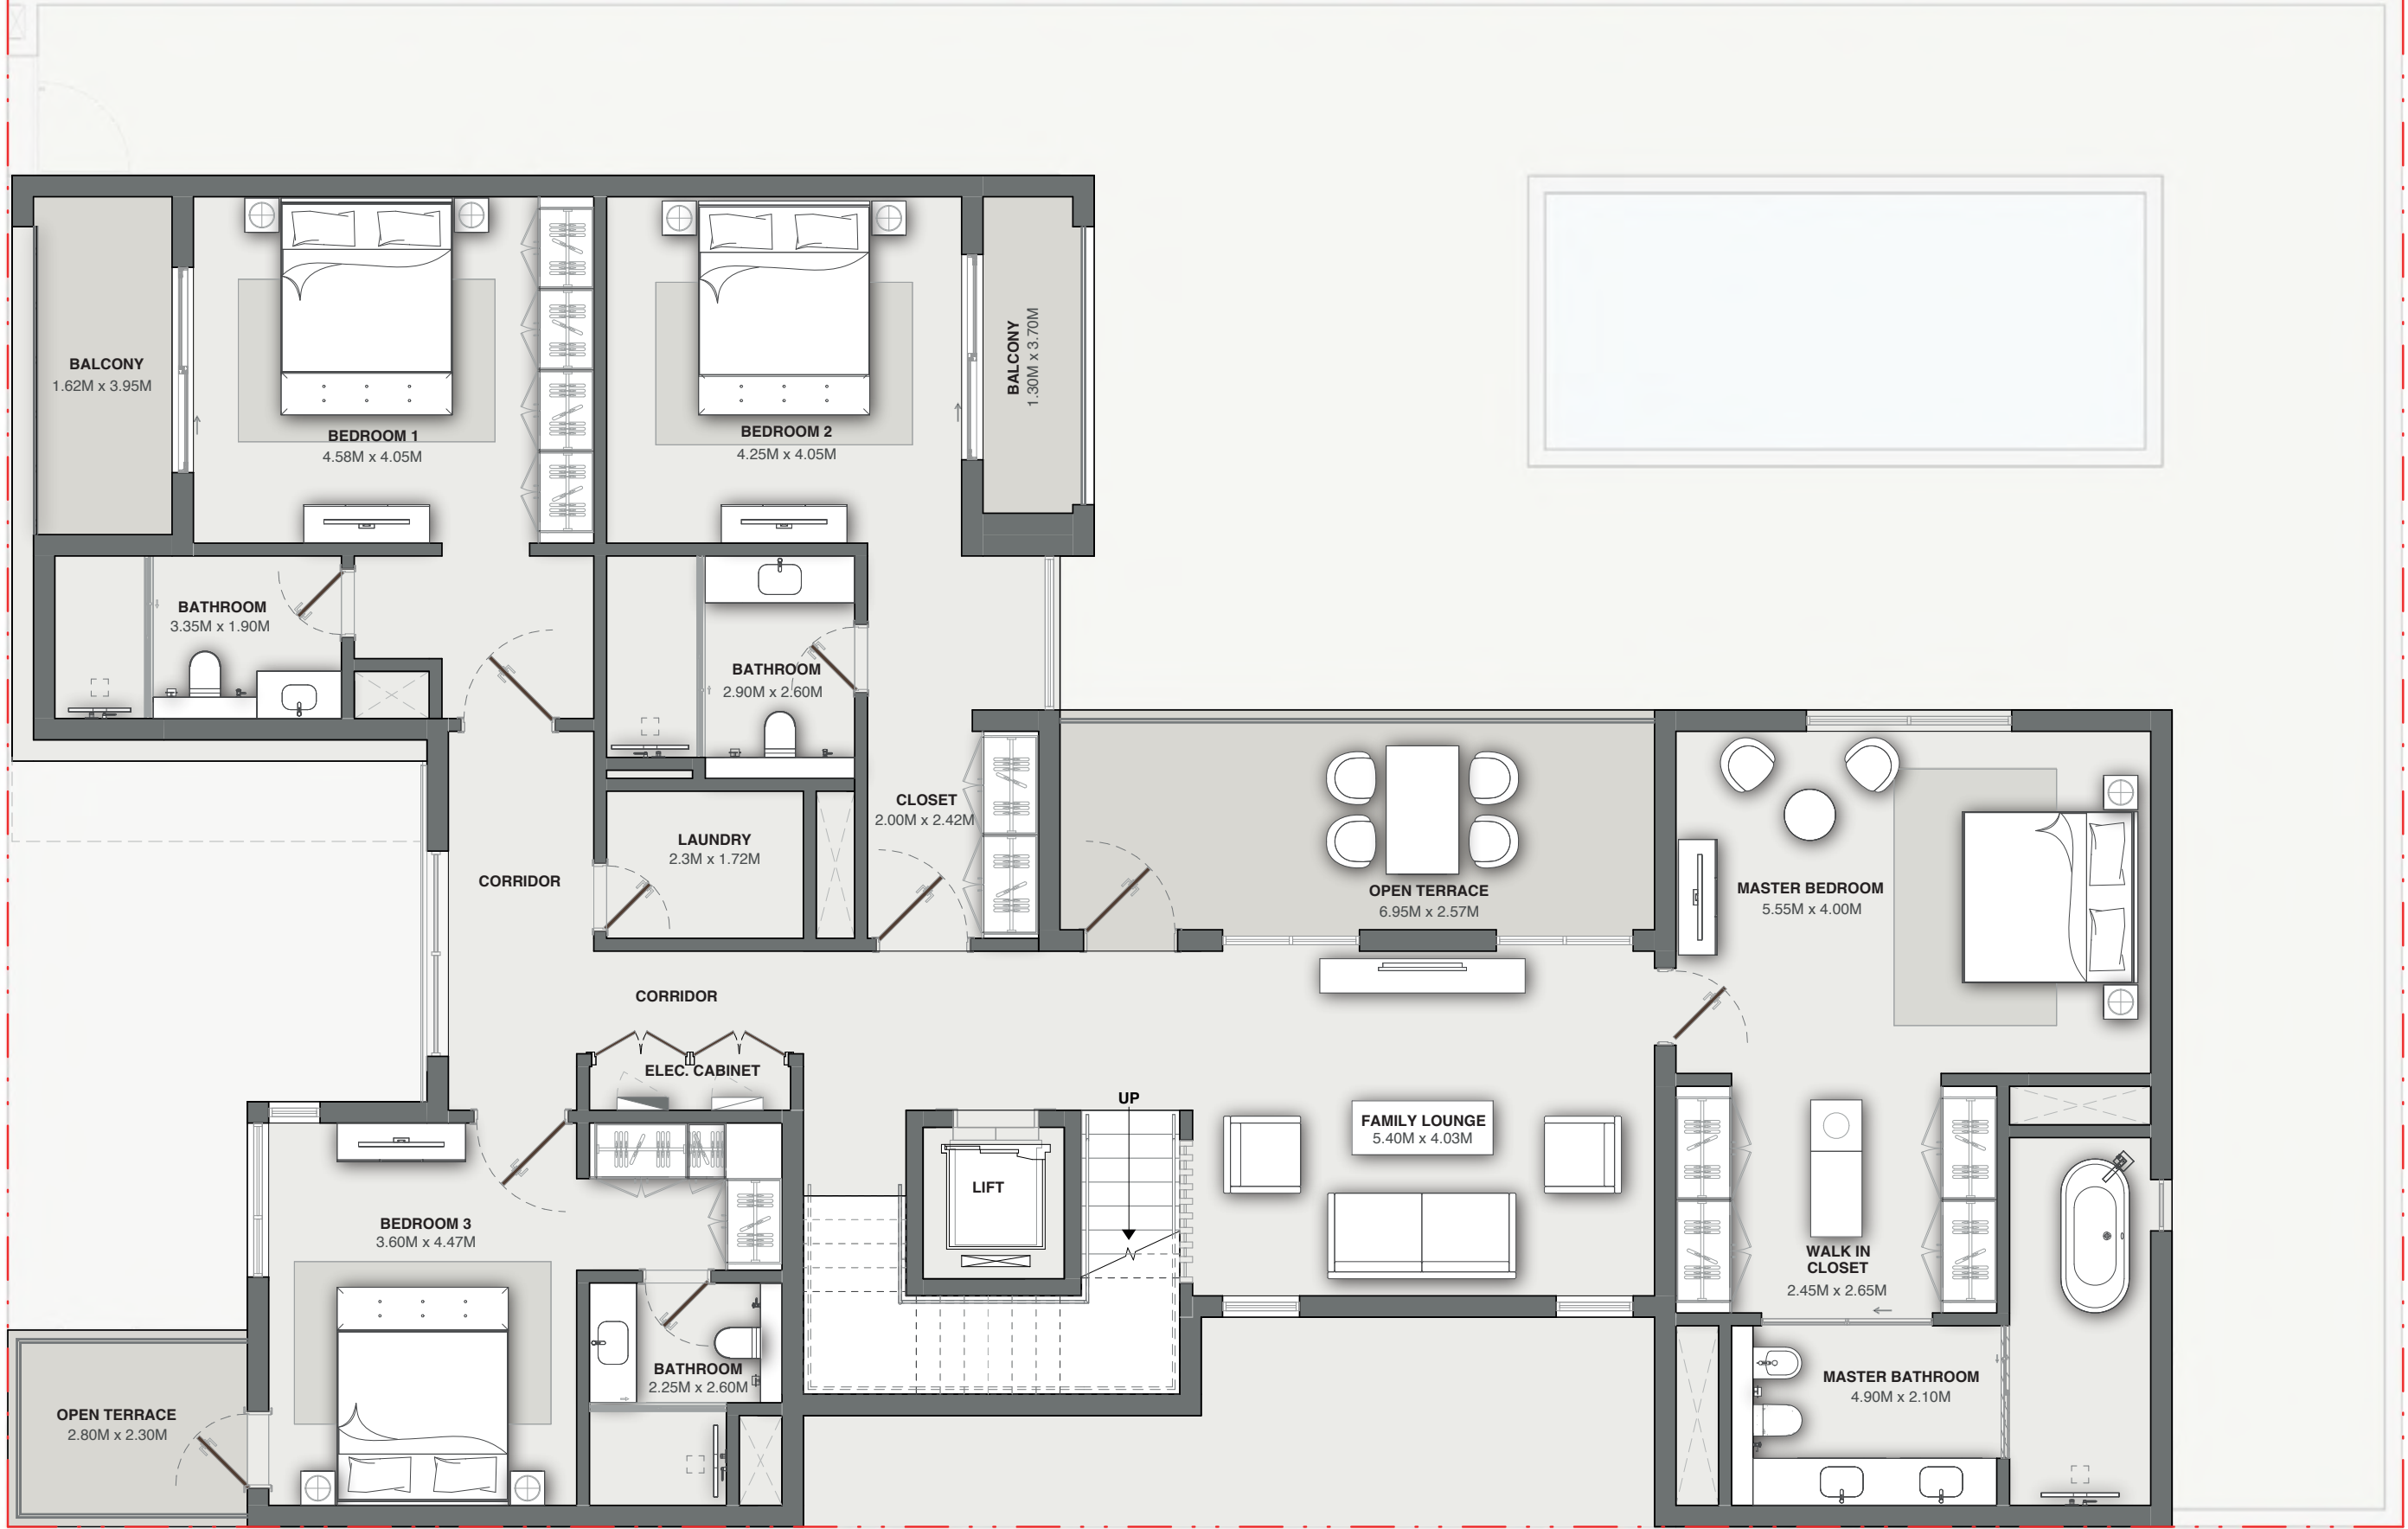 BALCONY
1.62M x 3.95M
BEDROOM 1
4.58M x 4.05M
BEDROOM 2
4.25M x 4.05M
BALCONY
1.30M x 3.70M
BATHROOM
3.35M x 1.90M
BATHROOM
2.90M x 2.60M
CLOSET
2.00M x 2.42M
LAUNDRY
2.3M x 1.72M
CORRIDOR
OPEN TERRACE
6.95M x 2.57M
MASTER BEDROOM
5.55M x 4.00M
CORRIDOR
ELEC. CABINET
UP
FAMILY LOUNGE
5.40M x 4.03M
LIFT
BEDROOM 3
3.60M x 4.47M
WALK IN
CLOSET
2.45M x 2.65M
BATHROOM
2.25M x 2.60M
MASTER BATHROOM
4.90M x 2.10M
OPEN TERRACE
2.80M x 2.30M